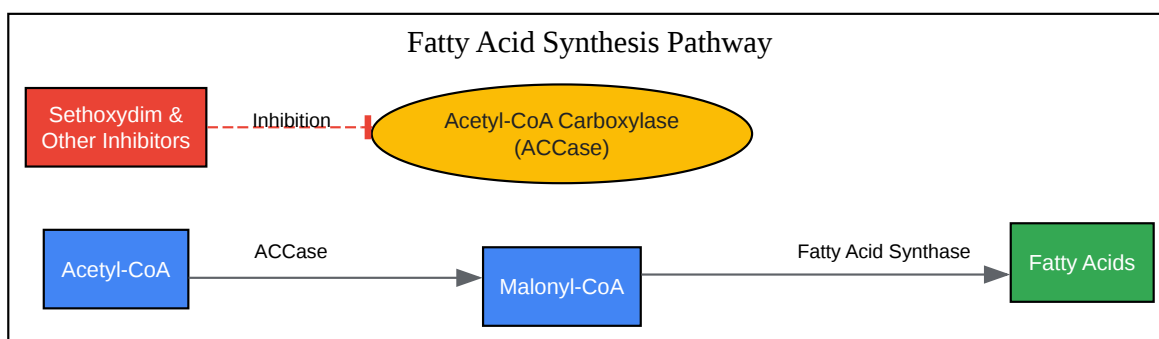 Fatty Acid Synthesis Pathway
Sethoxydim &
Other Inhibitors
Inhibition
Acetyl-CoA Carboxylase
(ACCase)
Acetyl-CoA
ACCase
Malonyl-CoA
Fatty Acid Synthase
Fatty Acids